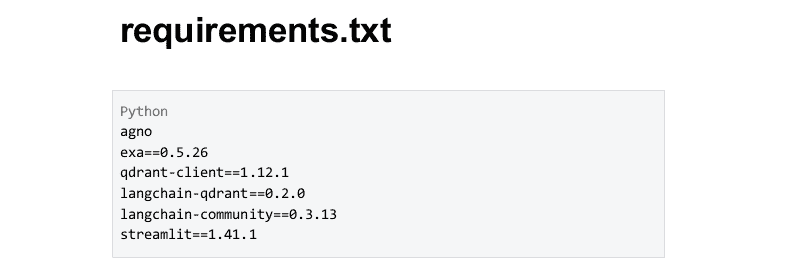 requirements.txt
Python
agno
exa==0.5.26
qdrant-client==1.12.1
langchain-qdrant==0.2.0
langchain-community==0.3.13
streamlit==1.41.1